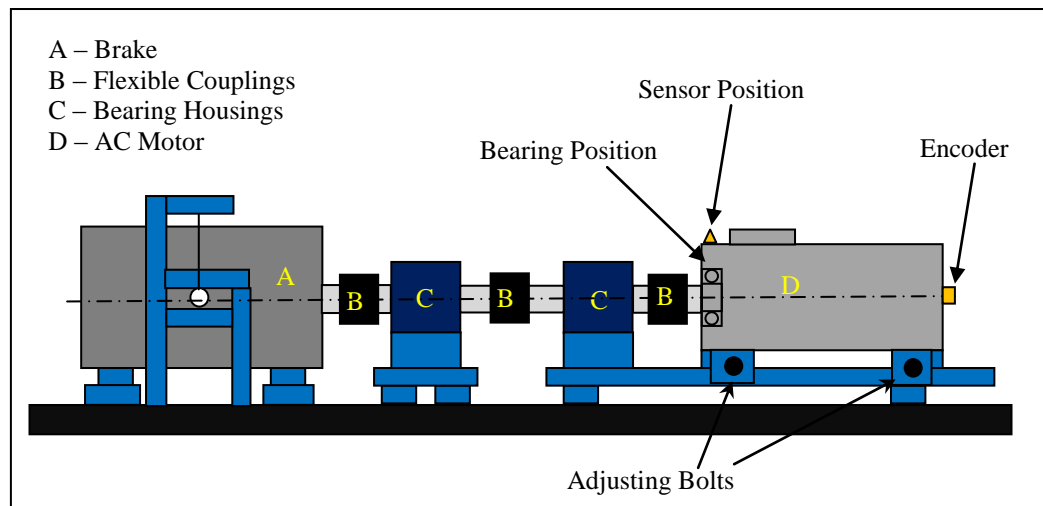 A – Brake
B – Flexible Couplings
C – Bearing Housings
D – AC Motor
Sensor Position
Bearing Position
Encoder
A
B
C
B
C
B
D
Adjusting Bolts